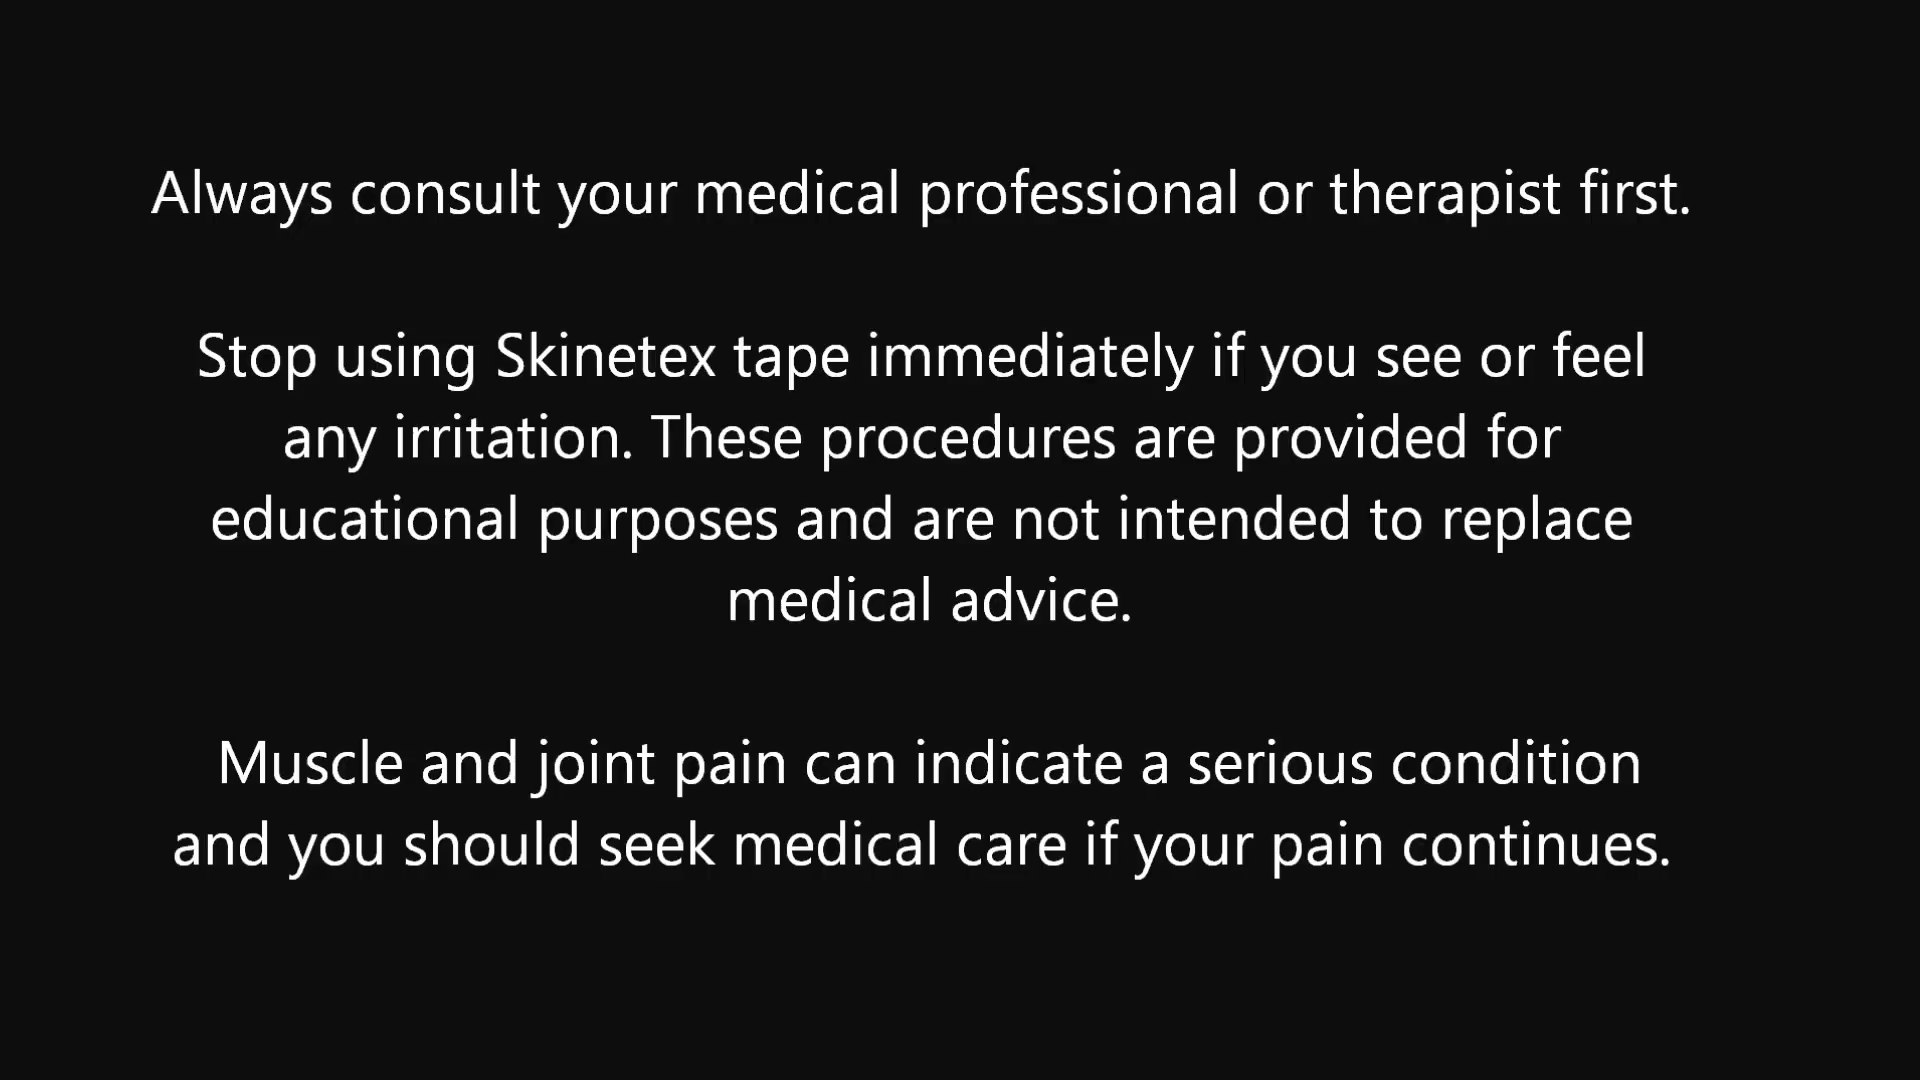 Always consult your medical professional or therapist first.
Stop using Skinetex tape immediately if you see or feel
any irritation. These procedures are provided for
educational purposes and are not intended to replace
medical advice.
Muscle and joint pain can indicate a serious condition
and you should seek medical care if your pain continues.